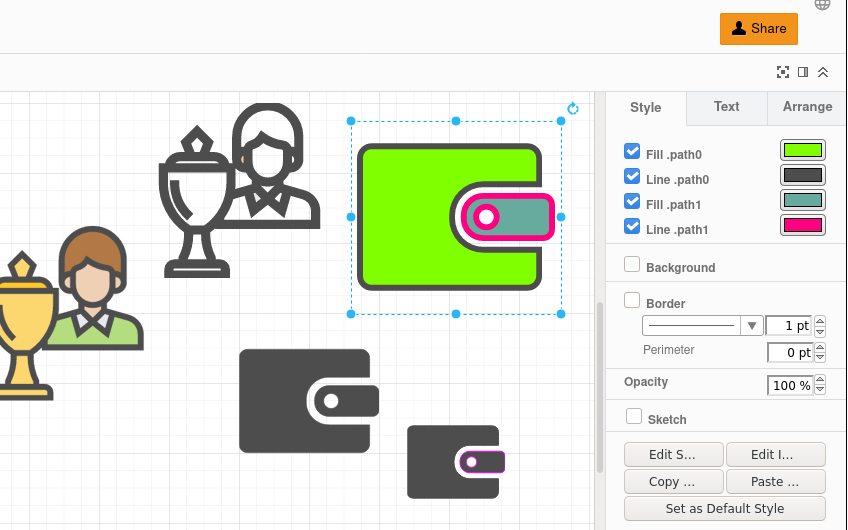 Share
Style Text Arrange
Fill .path0
Line .path0
Fill .path1
Line .path1
Background
Border
1 pt
Perimeter 0 pt
Opacity 100 %
Sketch
Edit S... Edit I...
Copy ... Paste ...
Set as Default Style